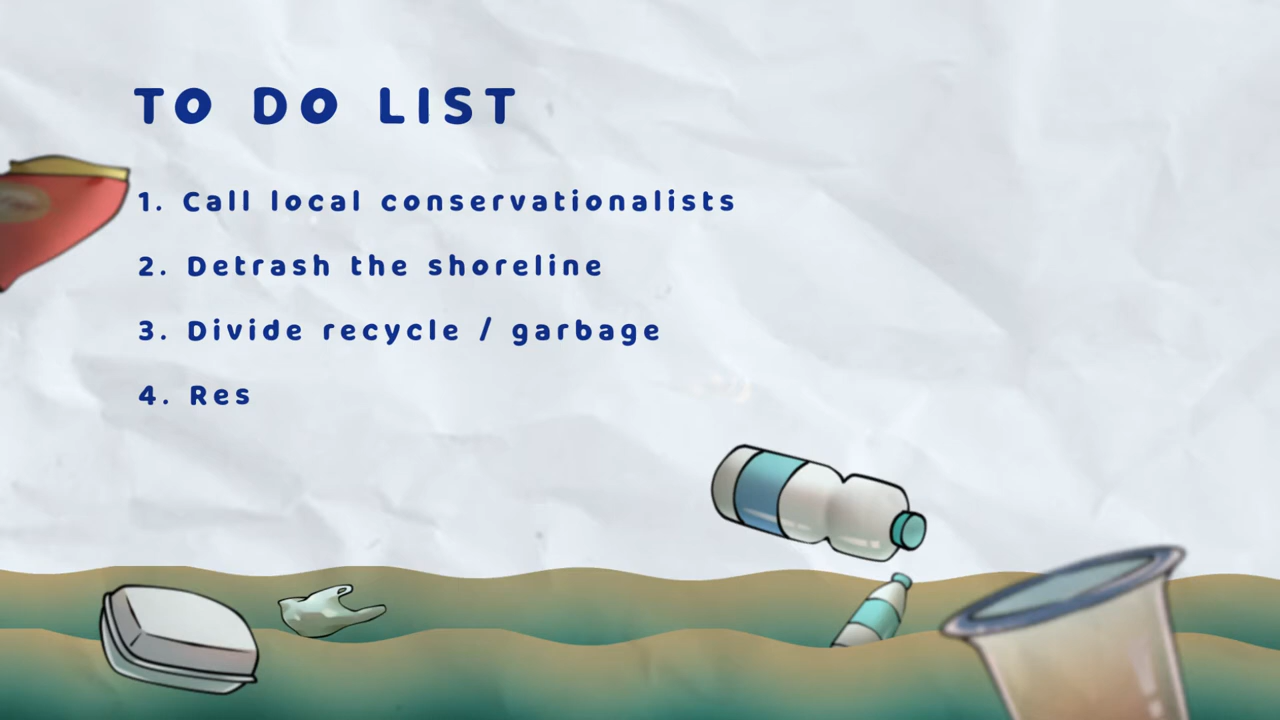 TO DO LIST
1. Call local conservationalists
2. Detrash the shoreline
3. Divide recycle / garbage
4. Res